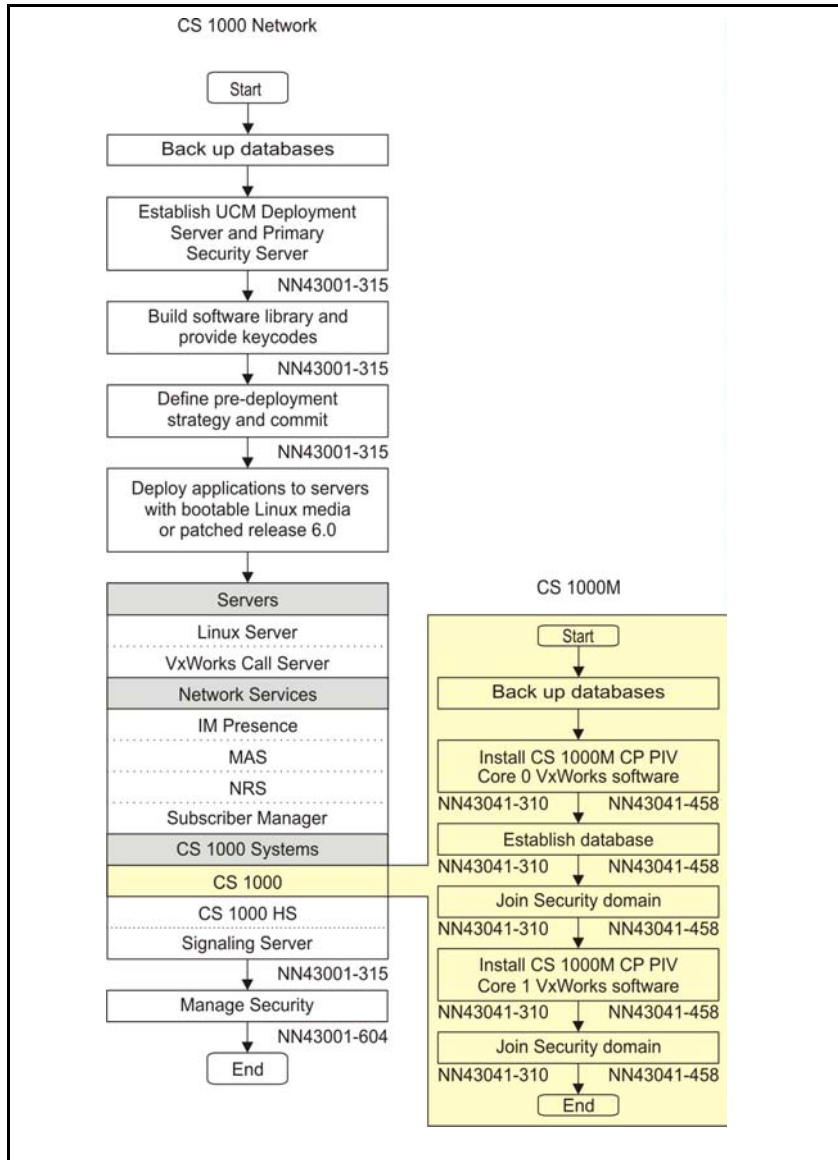 CS 1000 Network
Start
Back up databases
Establish UCM Deployment
Server and Primary
Security Server
NN43001-315
Build software library and
provide keycodes
NN43001-315
Define pre-deployment
strategy and commit
NN43001-315
Deploy applications to servers
with bootable Linux media
or patched release 6.0
Servers
Linux Server
VxWorks Call Server
Network Services
IM Presence
MAS
NRS
Subscriber Manager
CS 1000 Systems
CS 1000
CS 1000 HS
Signaling Server
NN43001-315
Manage Security
NN43001-604
End
CS 1000M
Start
Back up databases
Install CS 1000M CP PIV
Core 0 VxWorks software
NN43041-310 NN43041-458
Establish database
NN43041-310 NN43041-458
Join Security domain
NN43041-310 NN43041-458
Install CS 1000M CP PIV
Core 1 VxWorks software
NN43041-310 NN43041-458
Join Security domain
NN43041-310 NN43041-458
End